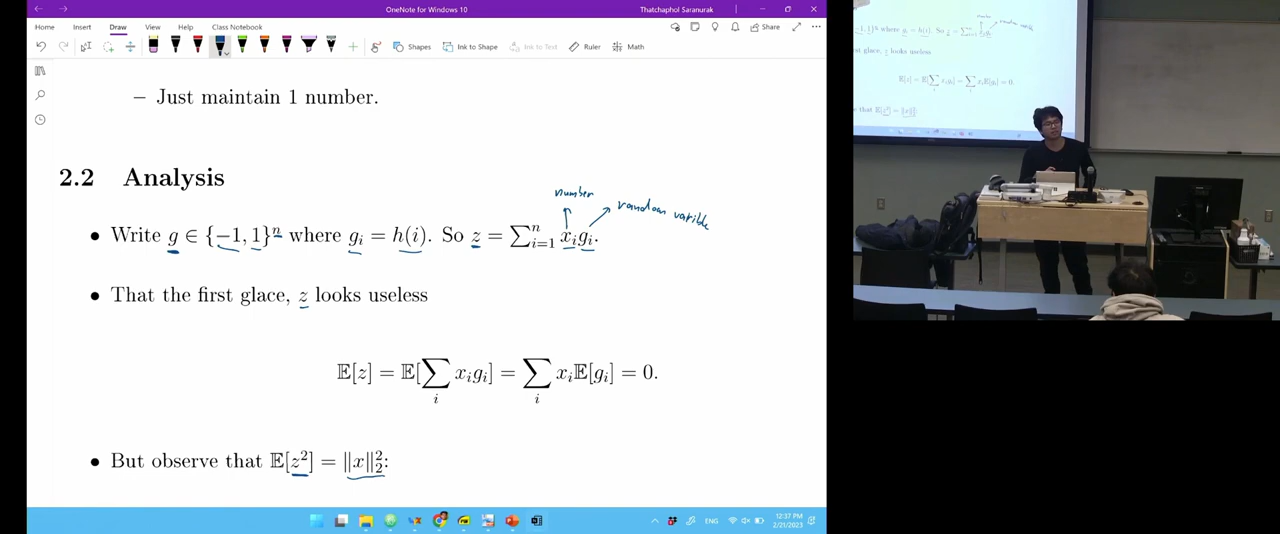 OneNote for Windows 10
Thatchaphol Saranurak
Home Insert Draw View Help Class Notebook
Share
Shapes Ink to Shape Ink to Text Ruler Math
– Just maintain 1 number.
2.2 Analysis
number
random varible
• Write g ∈ {−1, 1}ⁿ where gᵢ = h(i). So z = ∑ⁿᵢ₌₁ xᵢgᵢ.
• That the first glace, z looks useless
𝔼[z] = 𝔼[∑ᵢ xᵢgᵢ] = ∑ᵢ xᵢ𝔼[gᵢ] = 0.
• But observe that 𝔼[z²] = ‖x‖₂²:
ENG
12:37 PM
2/21/2023